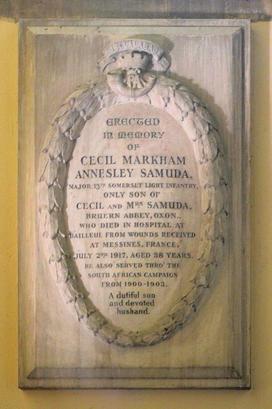 ERECTED
IN MEMORY
OF
CECIL MARKHAM
ANNESLEY SAMUDA,
MAJOR, 13TH SOMERSET LIGHT INFANTRY,
ONLY SON OF
CECIL AND MRS SAMUDA,
BRUERN ABBEY, OXON.,
WHO DIED IN HOSPITAL AT
BAILLEUL FROM WOUNDS RECEIVED
AT MESSINES, FRANCE,
JULY 2ND 1917, AGED 38 YEARS.
HE ALSO SERVED THRO' THE
SOUTH AFRICAN CAMPAIGN
FROM 1900-1903.
A dutiful son
and devoted
husband.